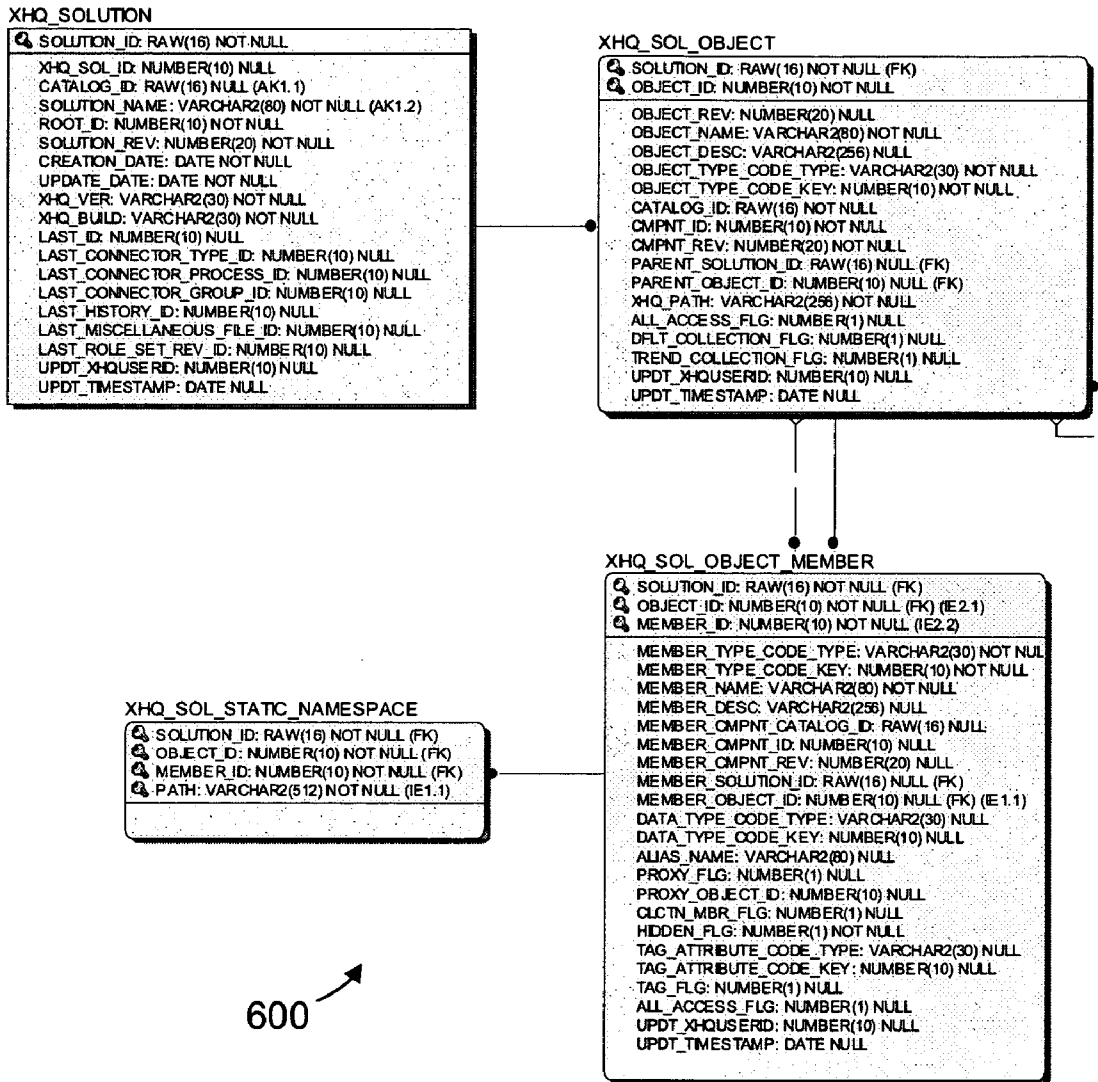 XHQ_SOLUTION
SOLUTION_ID: RAW(16) NOT NULL
XHQ_SOL_ID: NUMBER(10) NULL
CATALOG_ID: RAW(16) NULL (AK1.1)
SOLUTION_NAME: VARCHAR2(80) NOT NULL (AK1.2)
ROOT_ID: NUMBER(10) NOT NULL
SOLUTION_REV: NUMBER(20) NOT NULL
CREATION_DATE: DATE NOT NULL
UPDATE_DATE: DATE NOT NULL
XHQ_VER: VARCHAR2(30) NOT NULL
XHQ_BUILD: VARCHAR2(30) NOT NULL
LAST_ID: NUMBER(10) NULL
LAST_CONNECTOR_TYPE_ID: NUMBER(10) NULL
LAST_CONNECTOR_PROCESS_ID: NUMBER(10) NULL
LAST_CONNECTOR_GROUP_ID: NUMBER(10) NULL
LAST_HISTORY_ID: NUMBER(10) NULL
LAST_MISCELLANEOUS_FILE_ID: NUMBER(10) NULL
LAST_ROLE_SET_REV_ID: NUMBER(10) NULL
UPDT_XHQUSERID: NUMBER(10) NULL
UPDT_TIMESTAMP: DATE NULL
XHQ_SOL_OBJECT
SOLUTION_ID: RAW(16) NOT NULL (FK)
OBJECT_ID: NUMBER(10) NOT NULL
OBJECT_REV: NUMBER(20) NULL
OBJECT_NAME: VARCHAR2(80) NOT NULL
OBJECT_DESC: VARCHAR2(256) NULL
OBJECT_TYPE_CODE_TYPE: VARCHAR2(30) NOT NULL
OBJECT_TYPE_CODE_KEY: NUMBER(10) NOT NULL
CATALOG_ID: RAW(16) NOT NULL
CMPNT_ID: NUMBER(10) NOT NULL
CMPNT_REV: NUMBER(20) NOT NULL
PARENT_SOLUTION_ID: RAW(16) NULL (FK)
PARENT_OBJECT_ID: NUMBER(10) NULL (FK)
XHQ_PATH: VARCHAR2(256) NOT NULL
ALL_ACCESS_FLG: NUMBER(1) NULL
DFLT_COLLECTION_FLG: NUMBER(1) NULL
TREND_COLLECTION_FLG: NUMBER(1) NULL
UPDT_XHQUSERID: NUMBER(10) NULL
UPDT_TIMESTAMP: DATE NULL
XHQ_SOL_OBJECT_MEMBER
SOLUTION_ID: RAW(16) NOT NULL (FK)
OBJECT_ID: NUMBER(10) NOT NULL (FK) (IE2.1)
MEMBER_ID: NUMBER(10) NOT NULL (IE2.2)
MEMBER_TYPE_CODE_TYPE: VARCHAR2(30) NOT NUL
MEMBER_TYPE_CODE_KEY: NUMBER(10) NOT NULL
MEMBER_NAME: VARCHAR2(80) NOT NULL
MEMBER_DESC: VARCHAR2(256) NULL
MEMBER_CMPNT_CATALOG_ID: RAW(16) NULL
MEMBER_CMPNT_ID: NUMBER(10) NULL
MEMBER_CMPNT_REV: NUMBER(20) NULL
MEMBER_SOLUTION_ID: RAW(16) NULL (FK)
MEMBER_OBJECT_ID: NUMBER(10) NULL (FK) (IE1.1)
DATA_TYPE_CODE_TYPE: VARCHAR2(30) NULL
DATA_TYPE_CODE_KEY: NUMBER(10) NULL
ALIAS_NAME: VARCHAR2(80) NULL
PROXY_FLG: NUMBER(1) NULL
PROXY_OBJECT_ID: NUMBER(10) NULL
CLCTN_MBR_FLG: NUMBER(1) NULL
HIDDEN_FLG: NUMBER(1) NOT NULL
TAG_ATTRIBUTE_CODE_TYPE: VARCHAR2(30) NULL
TAG_ATTRIBUTE_CODE_KEY: NUMBER(10) NULL
TAG_FLG: NUMBER(1) NULL
ALL_ACCESS_FLG: NUMBER(1) NULL
UPDT_XHQUSERID: NUMBER(10) NULL
UPDT_TIMESTAMP: DATE NULL
XHQ_SOL_STATIC_NAMESPACE
SOLUTION_ID: RAW(16) NOT NULL (FK)
OBJECT_ID: NUMBER(10) NOT NULL (FK)
MEMBER_ID: NUMBER(10) NOT NULL (FK)
PATH: VARCHAR2(512) NOT NULL (IE1.1)
600